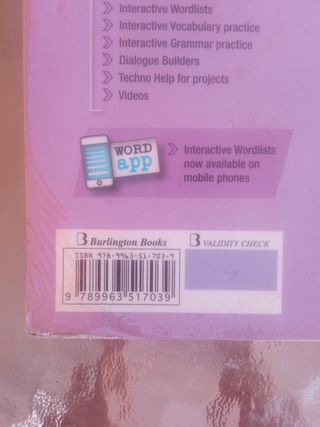 Interactive Wordlists
Interactive Vocabulary practice
Interactive Grammar practice
Dialogue Builders
Techno Help for projects
Videos
WORD
app
Interactive Wordlists
now available on
mobile phones
Burlington Books
VALIDITY CHECK
ISBN 978-9963-51-703-9
9 789963 517039